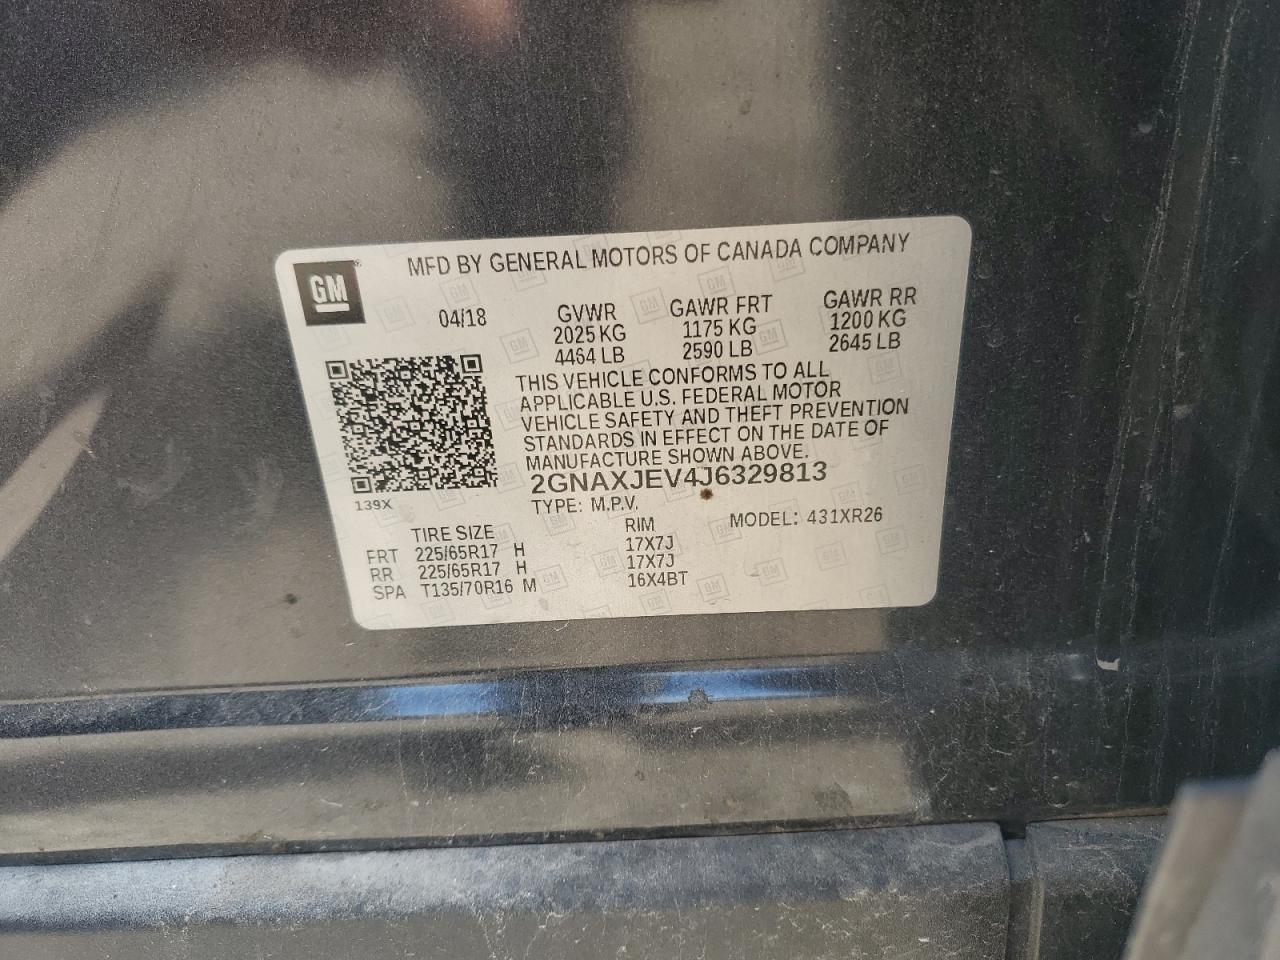 GM
MFD BY GENERAL MOTORS OF CANADA COMPANY
04/18
GVWR GAWR FRT GAWR RR
2025 KG 1175 KG 1200 KG
4464 LB 2590 LB 2645 LB
THIS VEHICLE CONFORMS TO ALL
APPLICABLE U.S. FEDERAL MOTOR
VEHICLE SAFETY AND THEFT PREVENTION
STANDARDS IN EFFECT ON THE DATE OF
MANUFACTURE SHOWN ABOVE.
2GNAXJEV4J6329813
139X
TYPE: M.P.V.
MODEL: 431XR26
TIRE SIZE RIM
FRT 225/65R17 H 17X7J
RR 225/65R17 H 17X7J
SPA T135/70R16 M 16X4BT